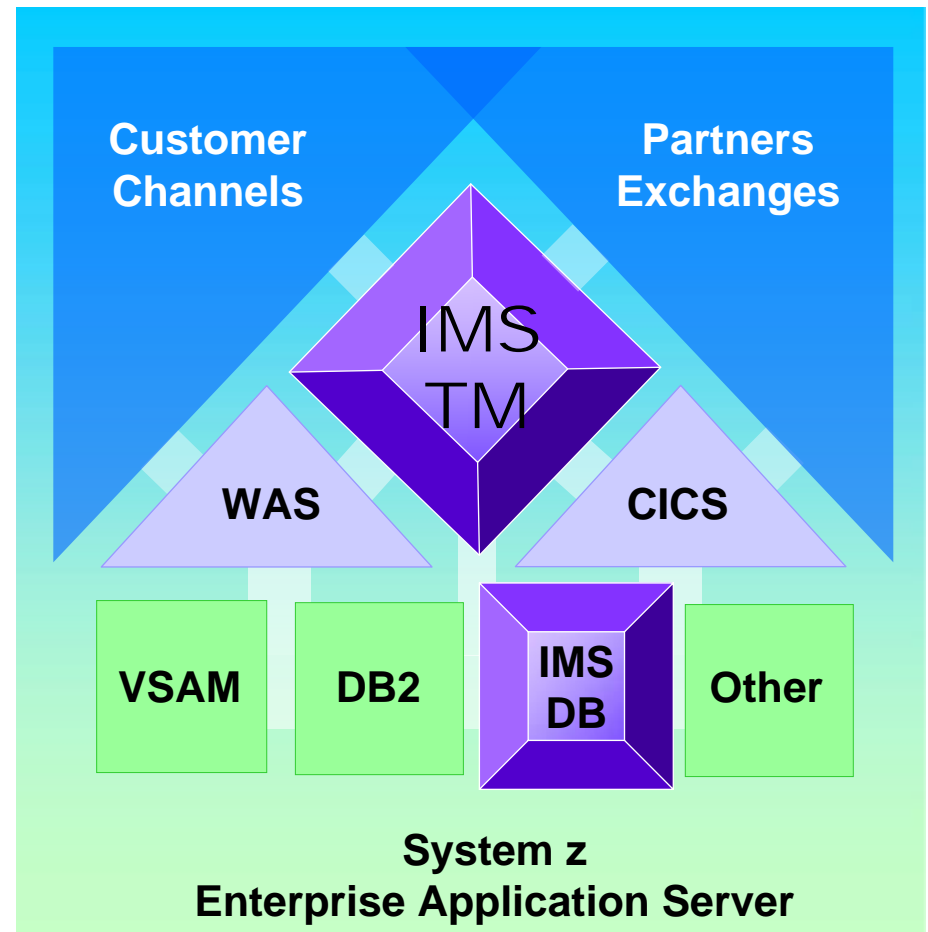 Customer
Channels
Partners
Exchanges
IMS
TM
WAS
CICS
VSAM
DB2
IMS
DB
Other
System z
Enterprise Application Server